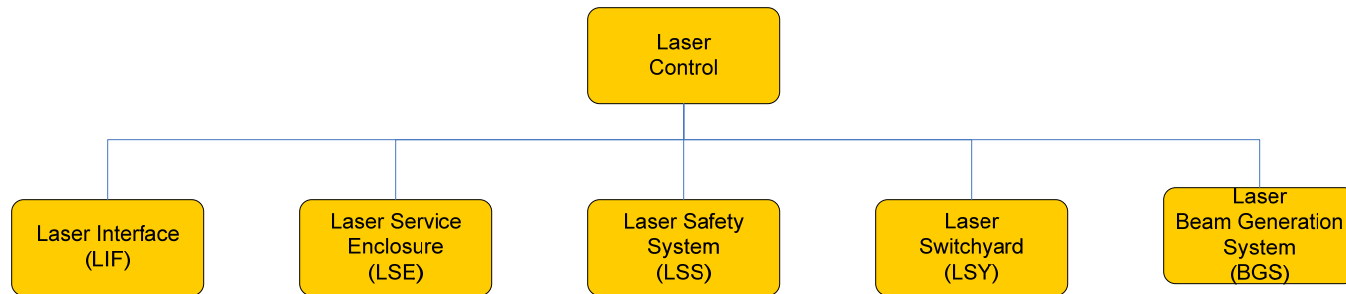 Laser
Control
Laser Interface
(LIF)
Laser Service
Enclosure
(LSE)
Laser Safety
System
(LSS)
Laser
Switchyard
(LSY)
Laser
Beam Generation
System
(BGS)